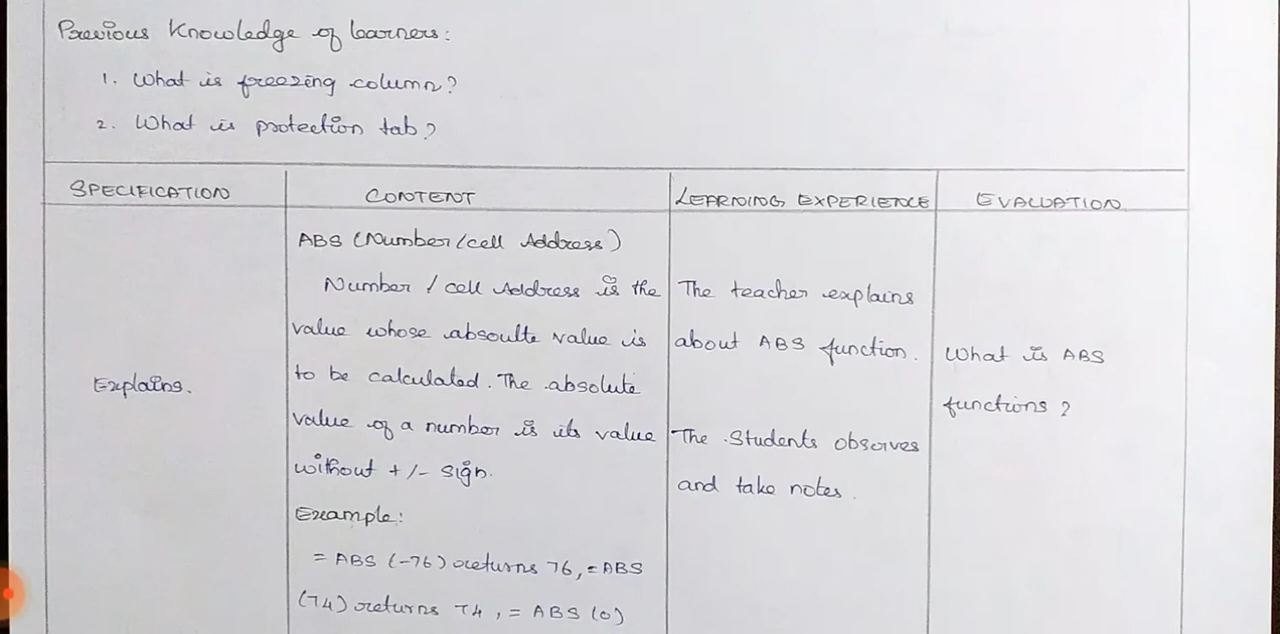 Previous Knowledge of learners:
1. What is freezing column?
2. What is protection tab?
SPECIFICATION
CONTENT
LEARNING EXPERIENCE
EVALUATION
Explains.
ABS (Number/cell Address)
Number / cell Address is the
value whose absoulte value is
to be calculated. The absolute
value of a number is its value
without +/- sign.
Example:
= ABS (-76) returns 76, = ABS
(74) returns 74, = ABS (0)
The teacher explains
about ABS function.
The Students observes
and take notes.
What is ABS
functions?